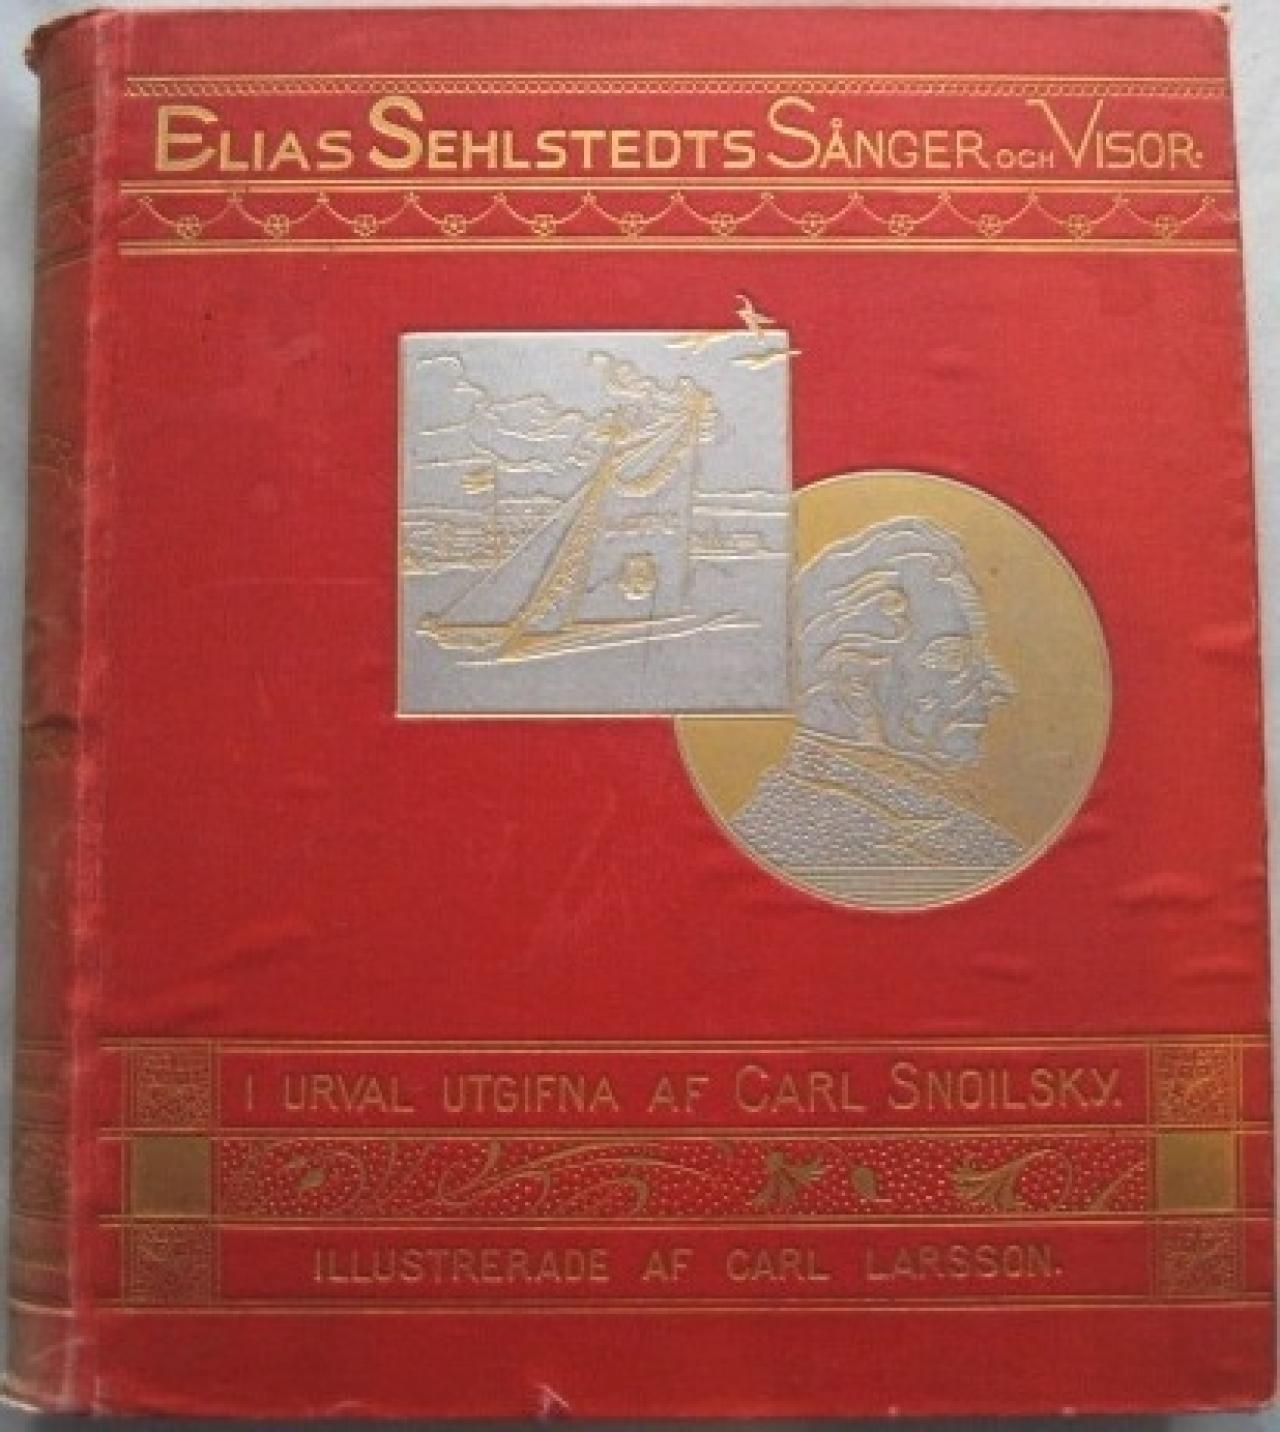 ELIAS SEHLSTEDTS SÅNGER OCH VISOR.
I URVAL UTGIFNA AF CARL SNOILSKY.
ILLUSTRERADE AF CARL LARSSON.